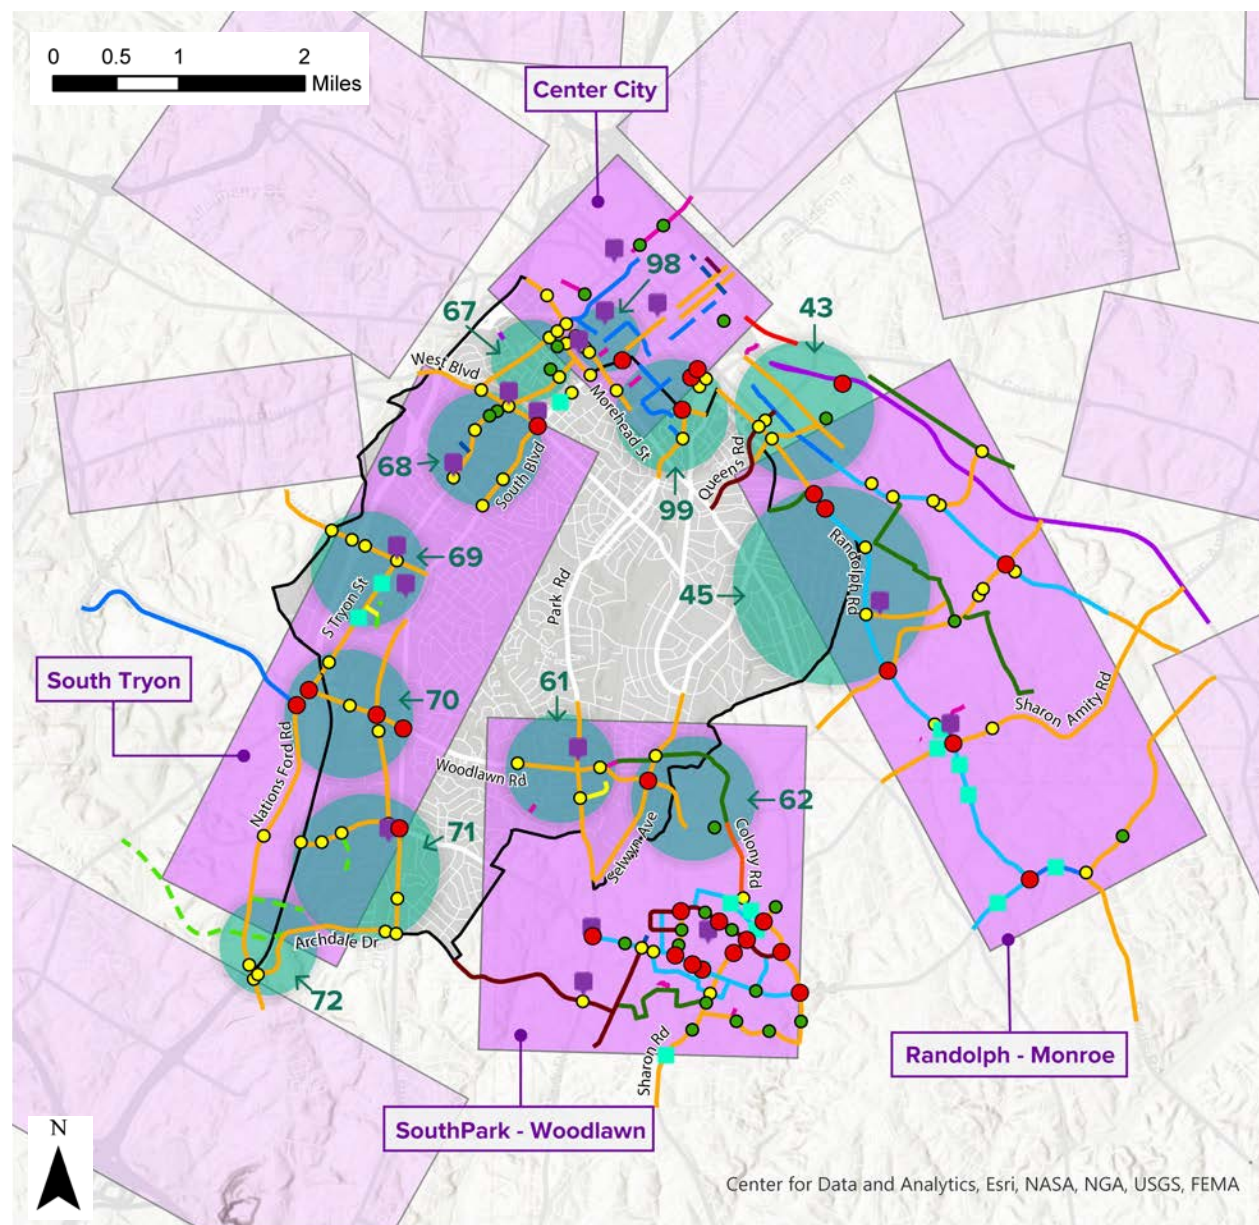 0 0.5 1 2
Miles
Center City
98
67
43
West Blvd
Morehead St
68
South Blvd
Queens Rd
99
69
Randolph Rd
S Tryon St
Park Rd
45
South Tryon
70
61
Sharon Amity Rd
Nations Ford Rd
Woodlawn Rd
62
71
Selwyn Ave
Colony Rd
Archdale Dr
72
Sharon Rd
Randolph - Monroe
SouthPark - Woodlawn
N
Center for Data and Analytics, Esri, NASA, NGA, USGS, FEMA